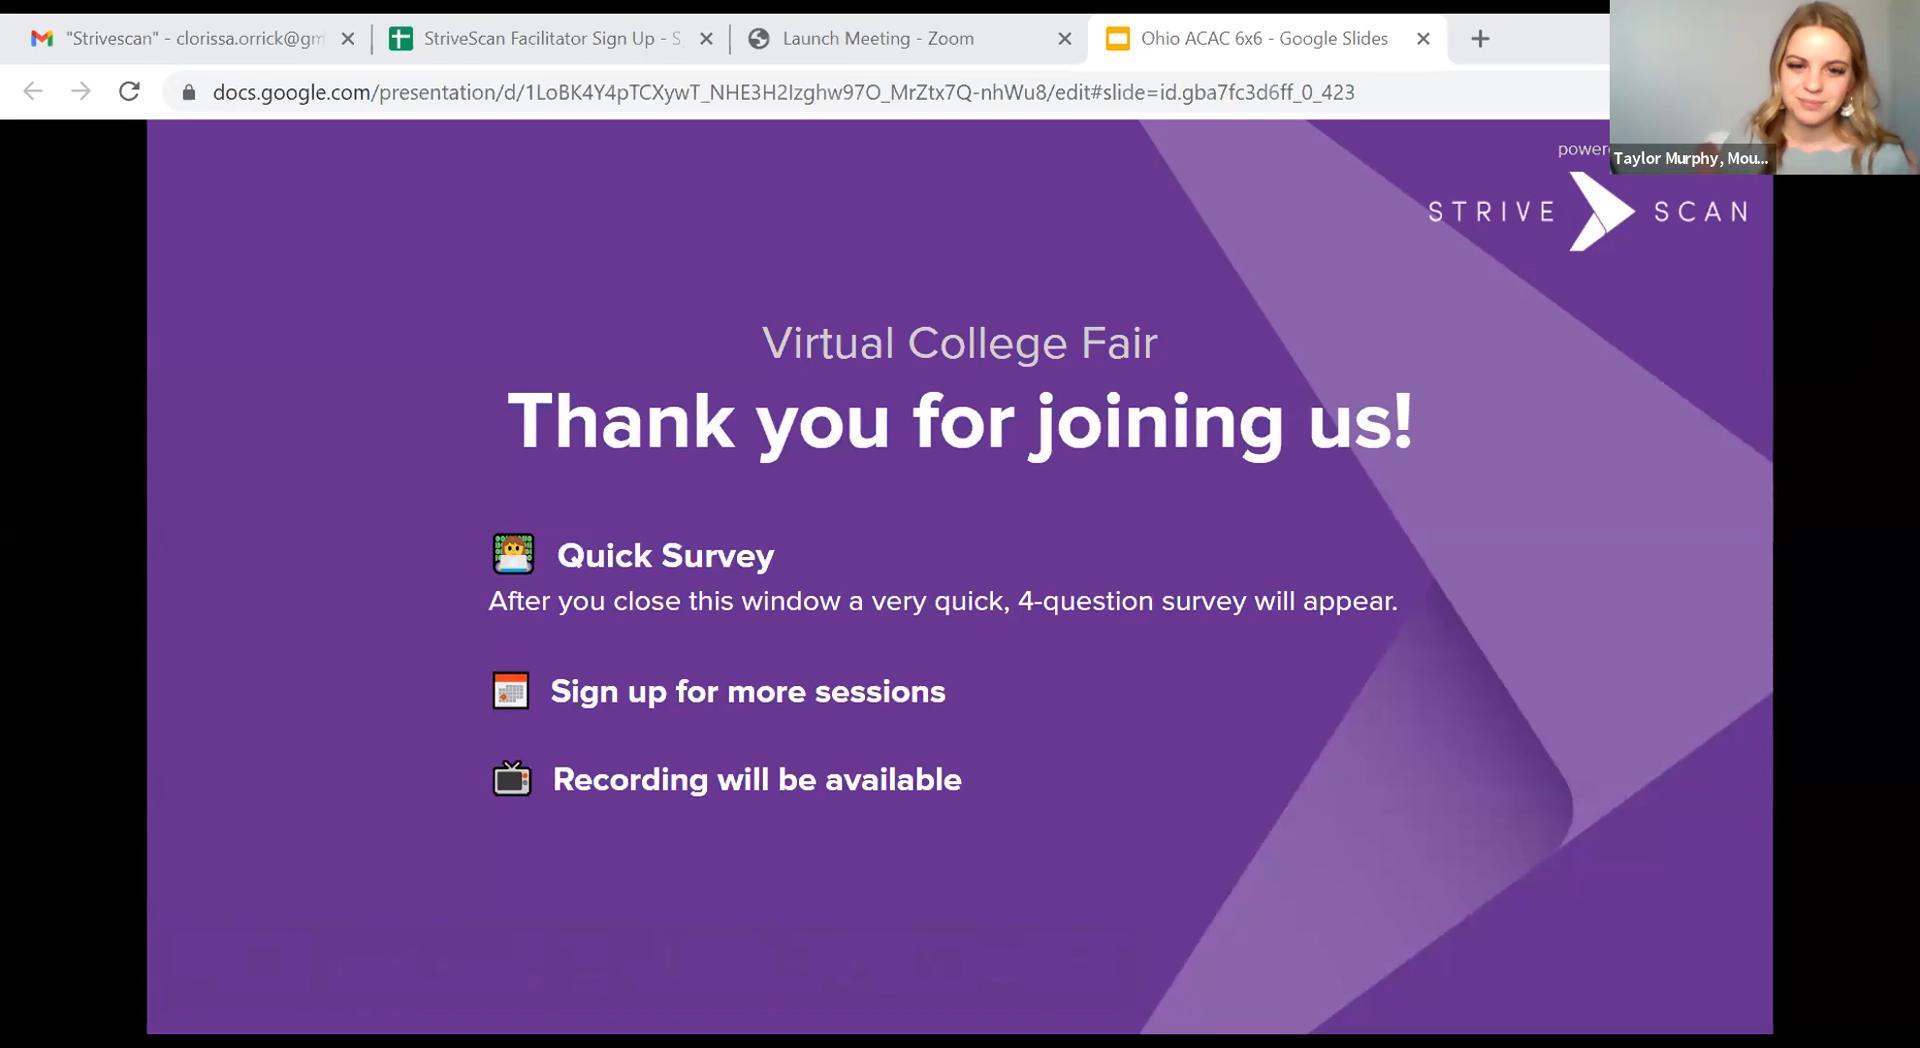 "Strivescan" - clorissa.orrick@gm
StriveScan Facilitator Sign Up - S
Launch Meeting - Zoom
Ohio ACAC 6x6 - Google Slides
docs.google.com/presentation/d/1LoBK4Y4pTCXywT_NHE3H2Izghw97O_MrZtx7Q-nhWu8/edit#slide=id.gba7fc3d6ff_0_423
powere
Taylor Murphy, Mou...
STRIVE SCAN
Virtual College Fair
Thank you for joining us!
Quick Survey
After you close this window a very quick, 4-question survey will appear.
Sign up for more sessions
Recording will be available